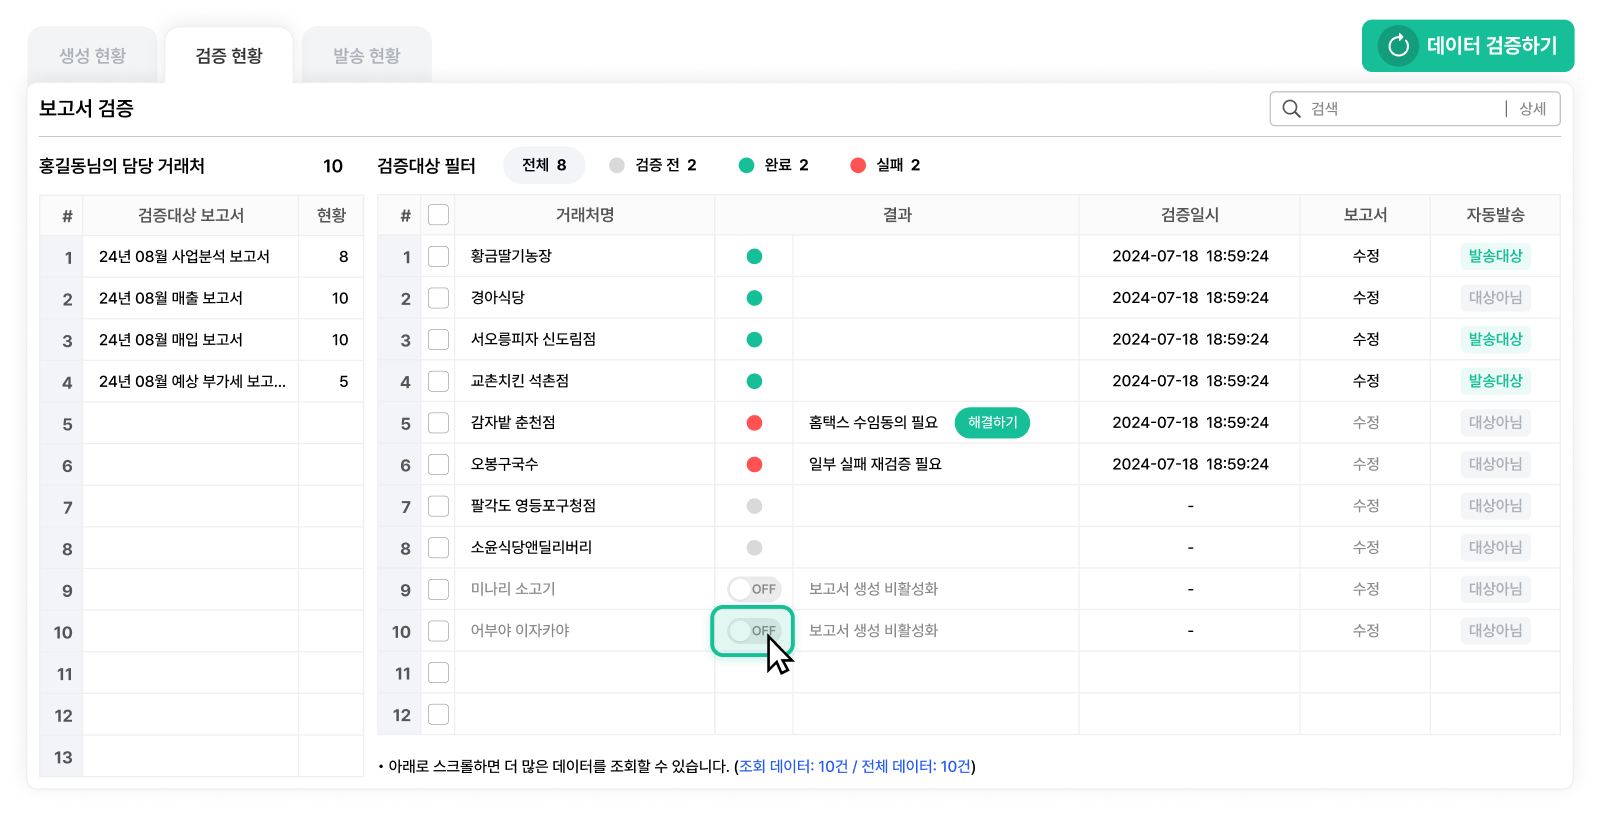 생성 현황 검증 현황 발송 현황
데이터 검증하기
보고서 검증
검색 | 상세
홍길동님의 담당 거래처 10
검증대상 필터 전체 8 검증 전 2 완료 2 실패 2
# 검증대상 보고서 현황
1 24년 08월 사업분석 보고서 8
2 24년 08월 매출 보고서 10
3 24년 08월 매입 보고서 10
4 24년 08월 예상 부가세 보고... 5
5
6
7
8
9
10
11
12
13
# 거래처명 결과 검증일시 보고서 자동발송
1 황금딸기농장 2024-07-18 18:59:24 수정 발송대상
2 경아식당 2024-07-18 18:59:24 수정 대상아님
3 서오릉피자 신도림점 2024-07-18 18:59:24 수정 발송대상
4 교촌치킨 석촌점 2024-07-18 18:59:24 수정 발송대상
5 감자밭 춘천점 홈택스 수임동의 필요 해결하기 2024-07-18 18:59:24 수정 대상아님
6 오봉구국수 일부 실패 재검증 필요 2024-07-18 18:59:24 수정 대상아님
7 팔각도 영등포구청점 - 수정 대상아님
8 소윤식당앤딜리버리 - 수정 대상아님
9 미나리 소고기 OFF 보고서 생성 비활성화 - 수정 대상아님
10 어부야 이자카야 OFF 보고서 생성 비활성화 - 수정 대상아님
11
12
• 아래로 스크롤하면 더 많은 데이터를 조회할 수 있습니다. (조회 데이터: 10건 / 전체 데이터: 10건)